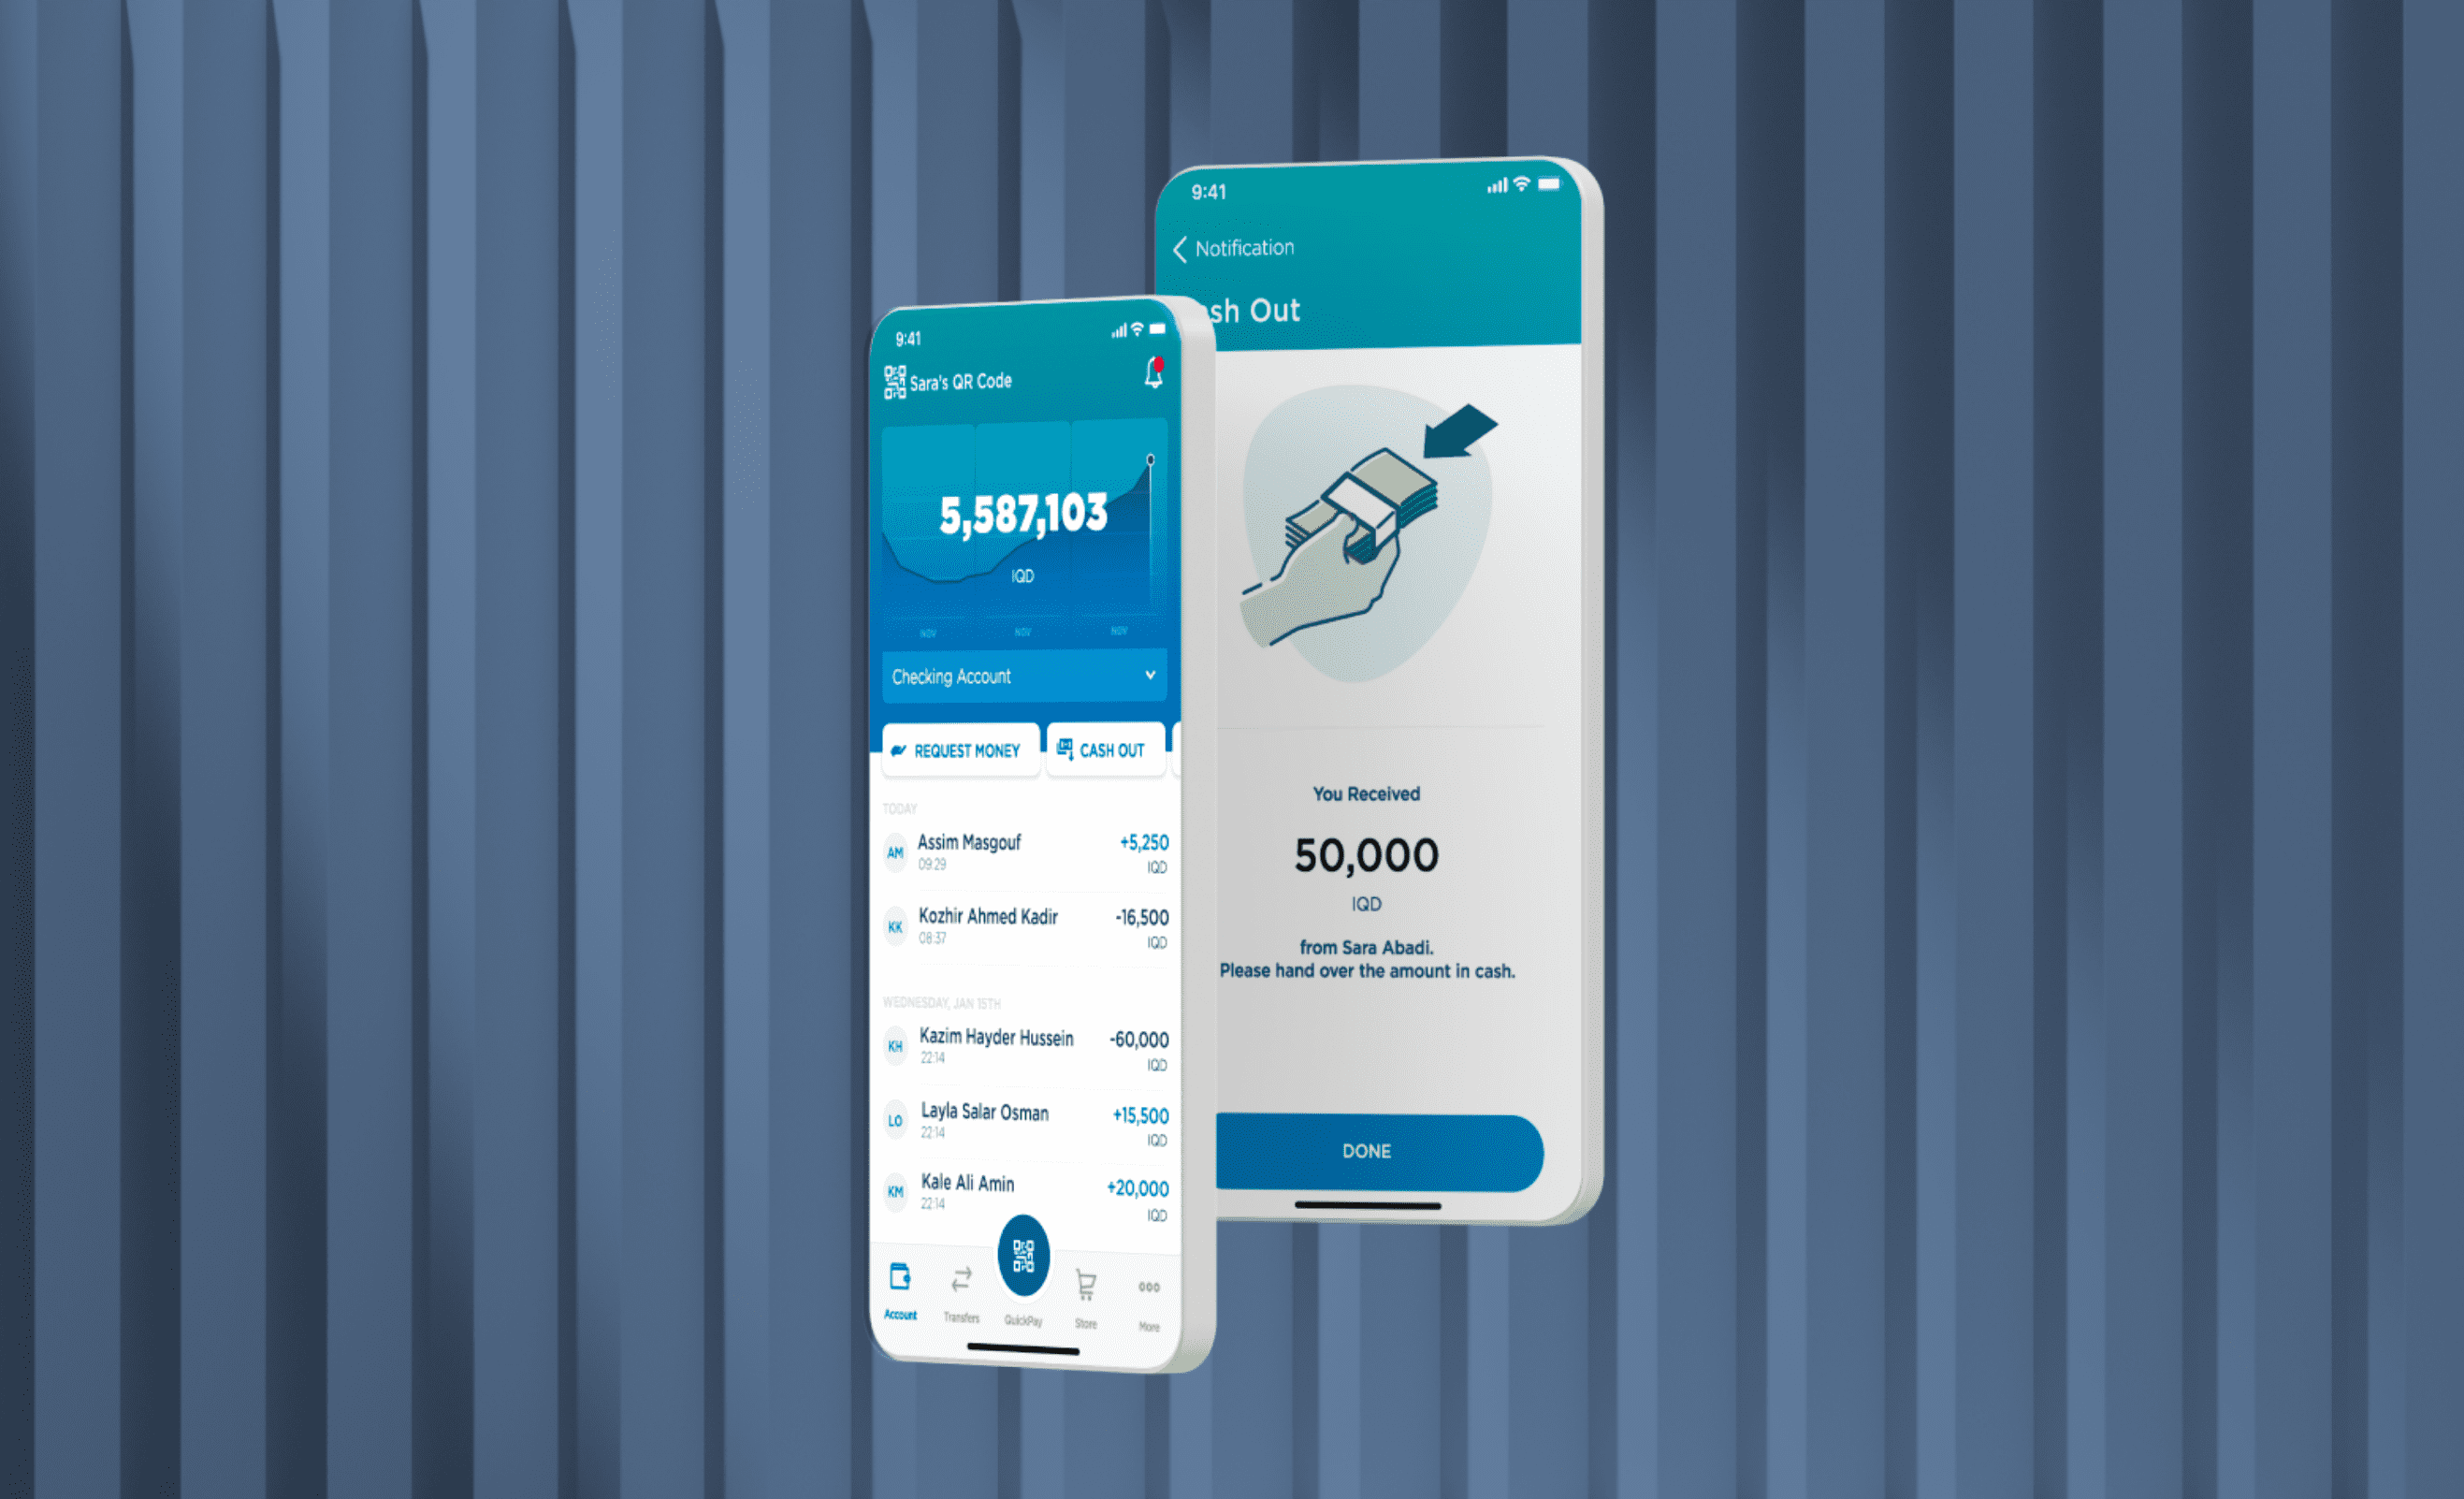 9:41
Sara's QR Code
5,587,103
IQD
NOV NOV NOV
Checking Account
REQUEST MONEY CASH OUT
TODAY
AM Assim Masgouf +5,250
09:29 IQD
KK Kozhir Ahmed Kadir -16,500
08:37 IQD
WEDNESDAY, JAN 15TH
KH Kazim Hayder Hussein -60,000
22:14 IQD
LO Layla Salar Osman +15,500
22:14 IQD
KM Kale Ali Amin +20,000
22:14 IQD
Account Transfers QuickPay Store More
9:41
Notification
sh Out
You Received
50,000
IQD
from Sara Abadi.
Please hand over the amount in cash.
DONE